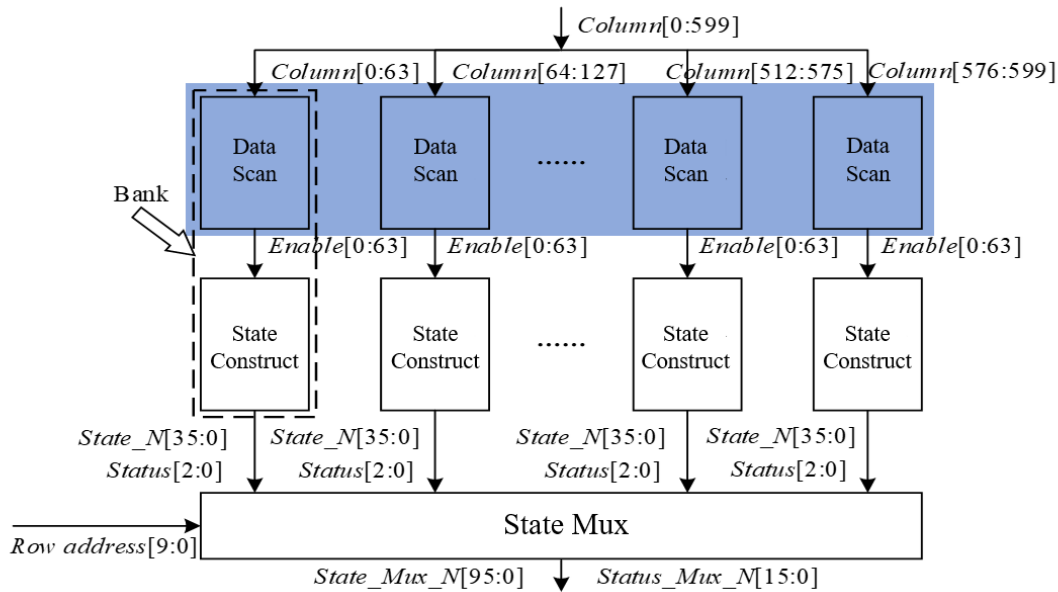 Column[0:599]
Column[0:63]
Column[64:127]
Column[512:575]
Column[576:599]
Data
Scan
Data
Scan
......
Data
Scan
Data
Scan
Bank
Enable[0:63]
Enable[0:63]
Enable[0:63]
Enable[0:63]
State
Construct
State
Construct
......
State
Construct
State
Construct
State_N[35:0]
State_N[35:0]
State_N[35:0]
State_N[35:0]
Status[2:0]
Status[2:0]
Status[2:0]
Status[2:0]
State Mux
Row address[9:0]
State_Mux_N[95:0]
Status_Mux_N[15:0]